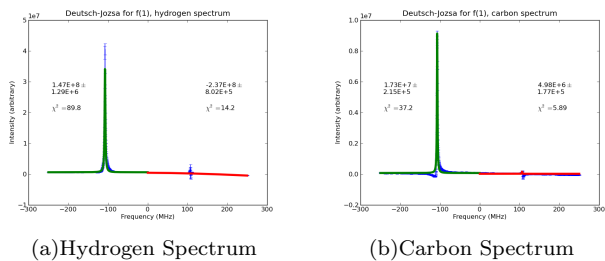 Deutsch-Jozsa for f(1), hydrogen spectrum
1e7
5
4
3
2
1
0
−1
Intensity (arbitrary)
1.47E+8 ±
1.29E+6
χ² =89.8
-2.37E+8 ±
8.02E+5
χ² =14.2
−300 −200 −100 0 100 200 300
Frequency (MHz)
(a)Hydrogen Spectrum
Deutsch-Jozsa for f(1), carbon spectrum
1e7
1.0
0.8
0.6
0.4
0.2
0.0
−0.2
Intensity (arbitrary)
1.73E+7 ±
2.15E+5
χ² =37.2
4.98E+6 ±
1.77E+5
χ² =5.89
−300 −200 −100 0 100 200 300
Frequency (MHz)
(b)Carbon Spectrum